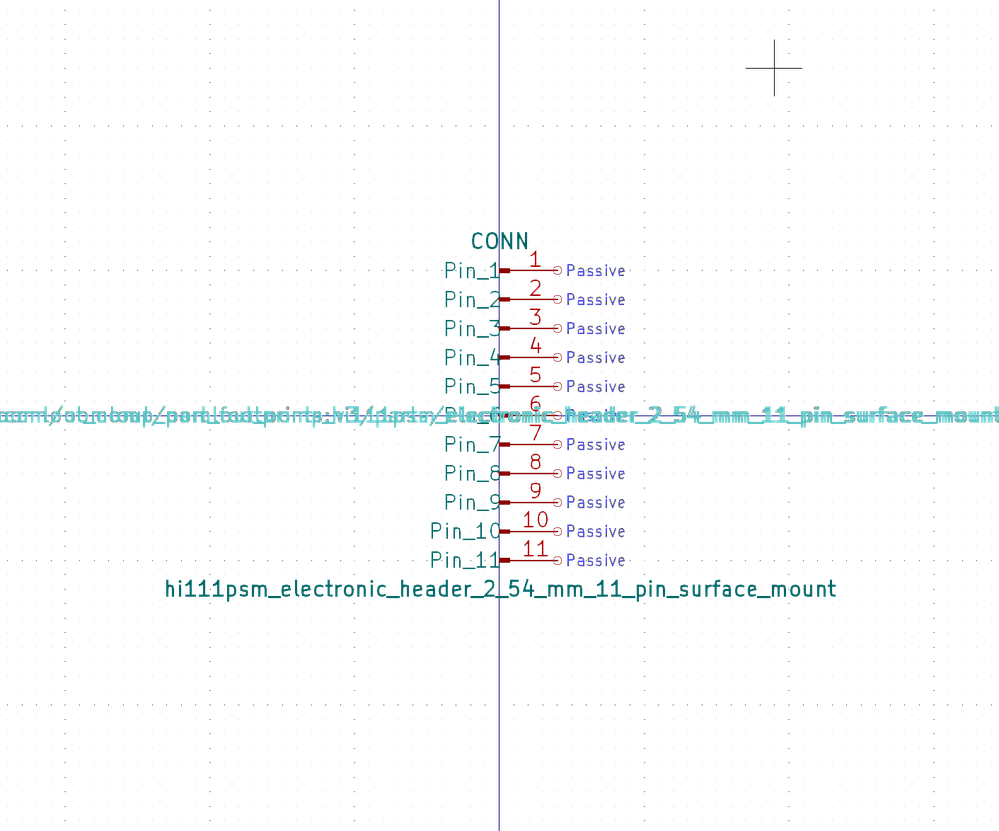 CONN
Pin_1 1 Passive
Pin_2 2 Passive
Pin_3 3 Passive
Pin_4 4 Passive
Pin_5 5 Passive
6
electronic_header_2_54_mm_11_pin_surface_mount
Pin_7 7 Passive
Pin_8 8 Passive
Pin_9 9 Passive
Pin_10 10 Passive
Pin_11 11 Passive
hi111psm_electronic_header_2_54_mm_11_pin_surface_mount